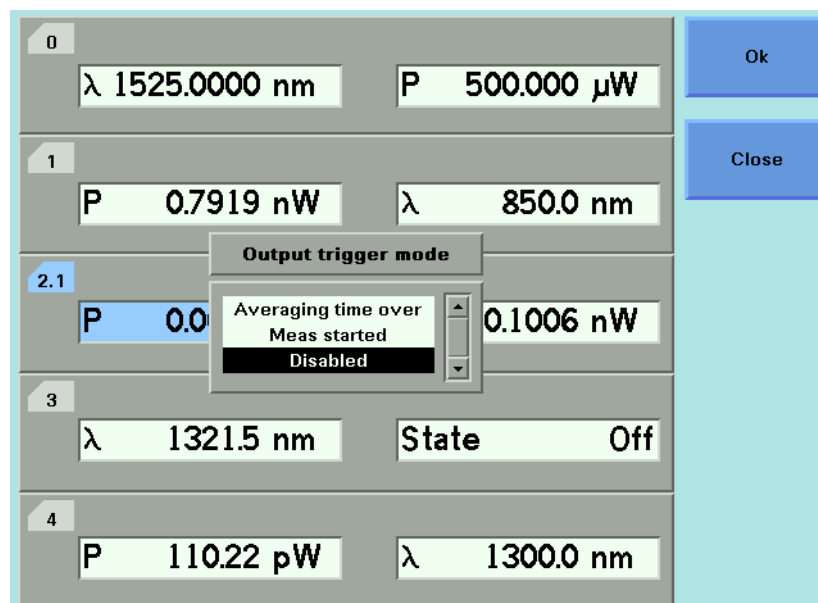 0
λ 1525.0000 nm
P 500.000 µW
Ok
1
P 0.7919 nW
λ 850.0 nm
Close
Output trigger mode
2.1
P
0.1006 nW
Averaging time over
Meas started
Disabled
3
λ 1321.5 nm
State Off
4
P 110.22 pW
λ 1300.0 nm